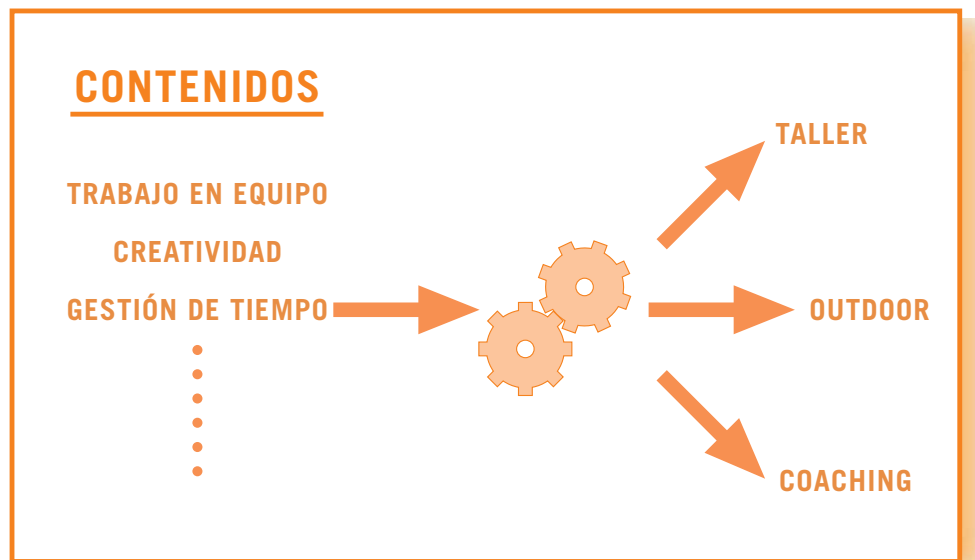 CONTENIDOS
TRABAJO EN EQUIPO
CREATIVIDAD
GESTIÓN DE TIEMPO
TALLER
OUTDOOR
COACHING